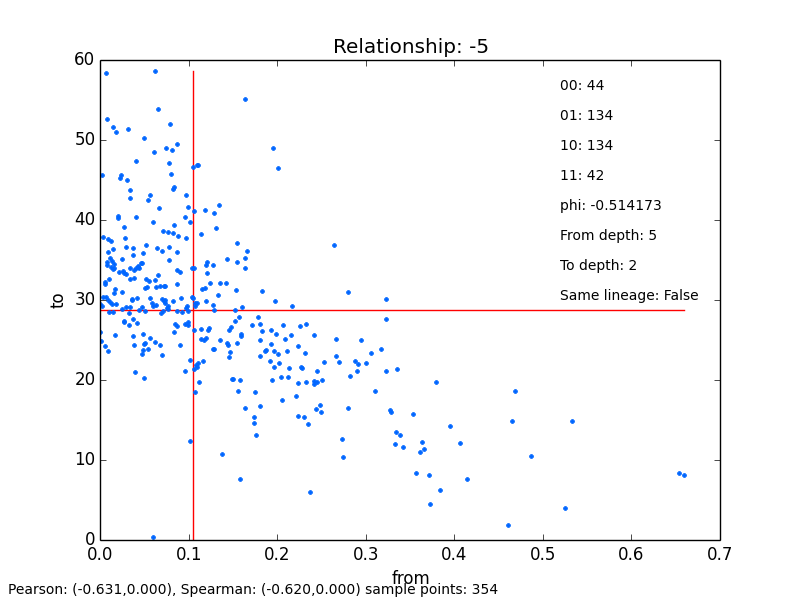 Relationship: -5
60
50
40
30
20
10
0
to
00: 44
01: 134
10: 134
11: 42
phi: -0.514173
From depth: 5
To depth: 2
Same lineage: False
0.0 0.1 0.2 0.3 0.4 0.5 0.6 0.7
from
Pearson: (-0.631,0.000), Spearman: (-0.620,0.000) sample points: 354